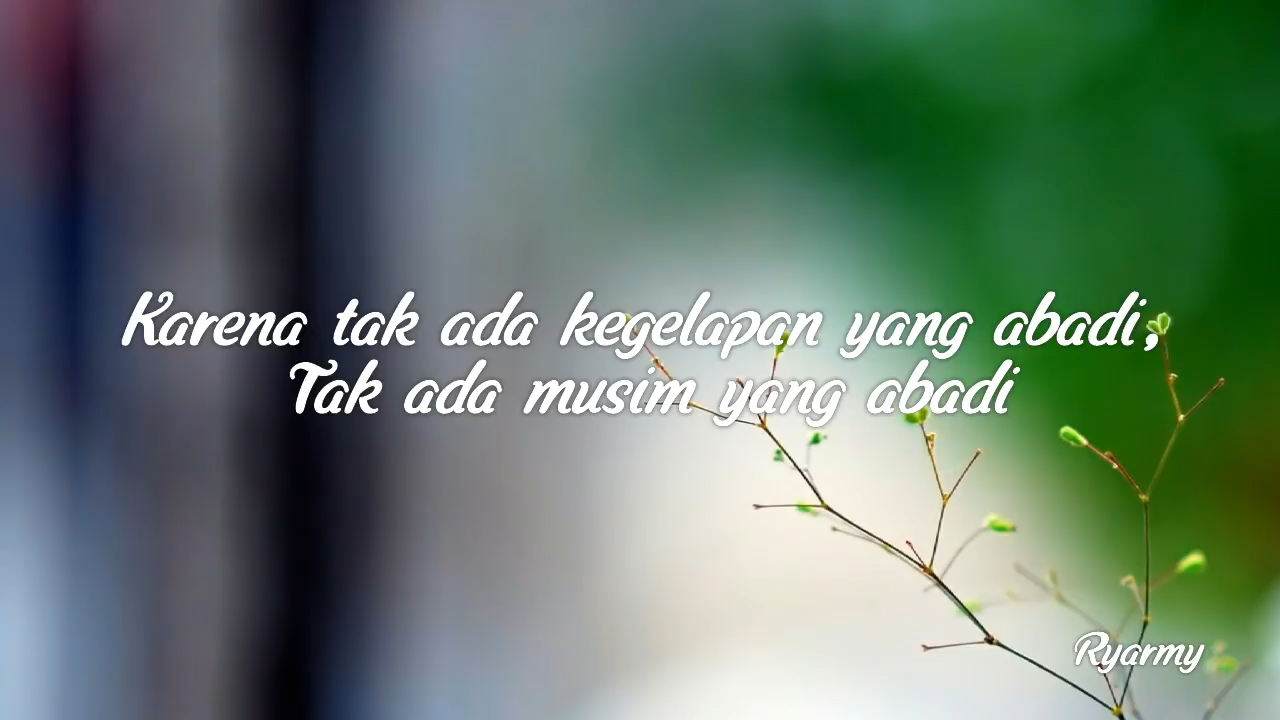 Karena tak ada kegelapan yang abadi,
Tak ada musim yang abadi
Ryarmy